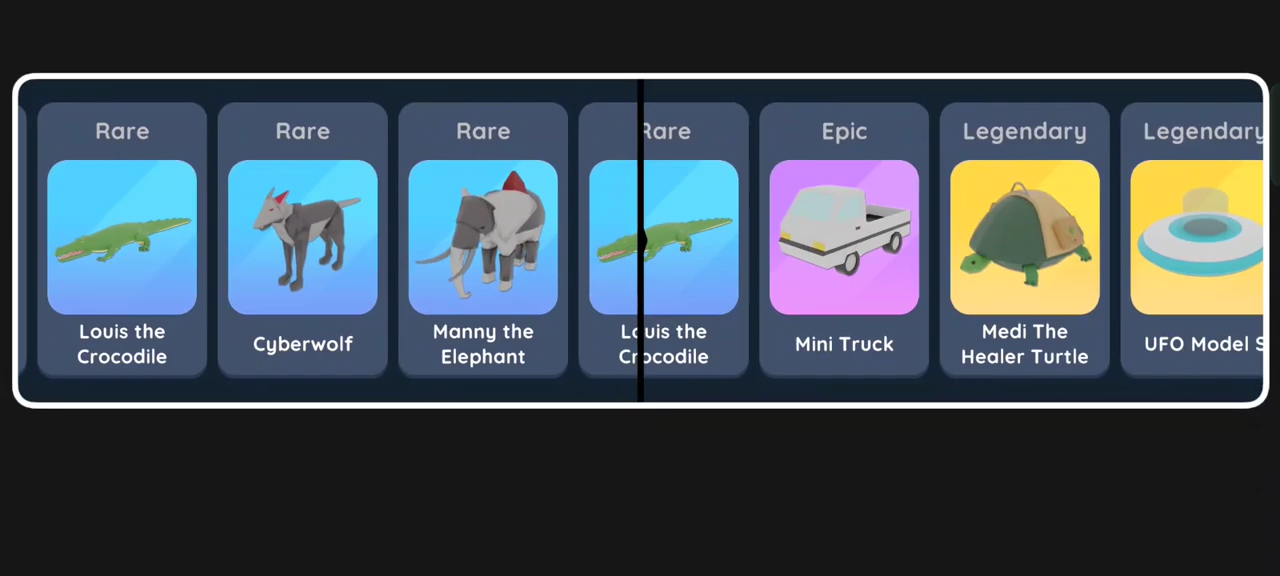 Rare
Rare
Rare
Rare
Epic
Legendary
Legendary
Louis the
Crocodile
Cyberwolf
Manny the
Elephant
Louis the
Crocodile
Mini Truck
Medi The
Healer Turtle
UFO Model S